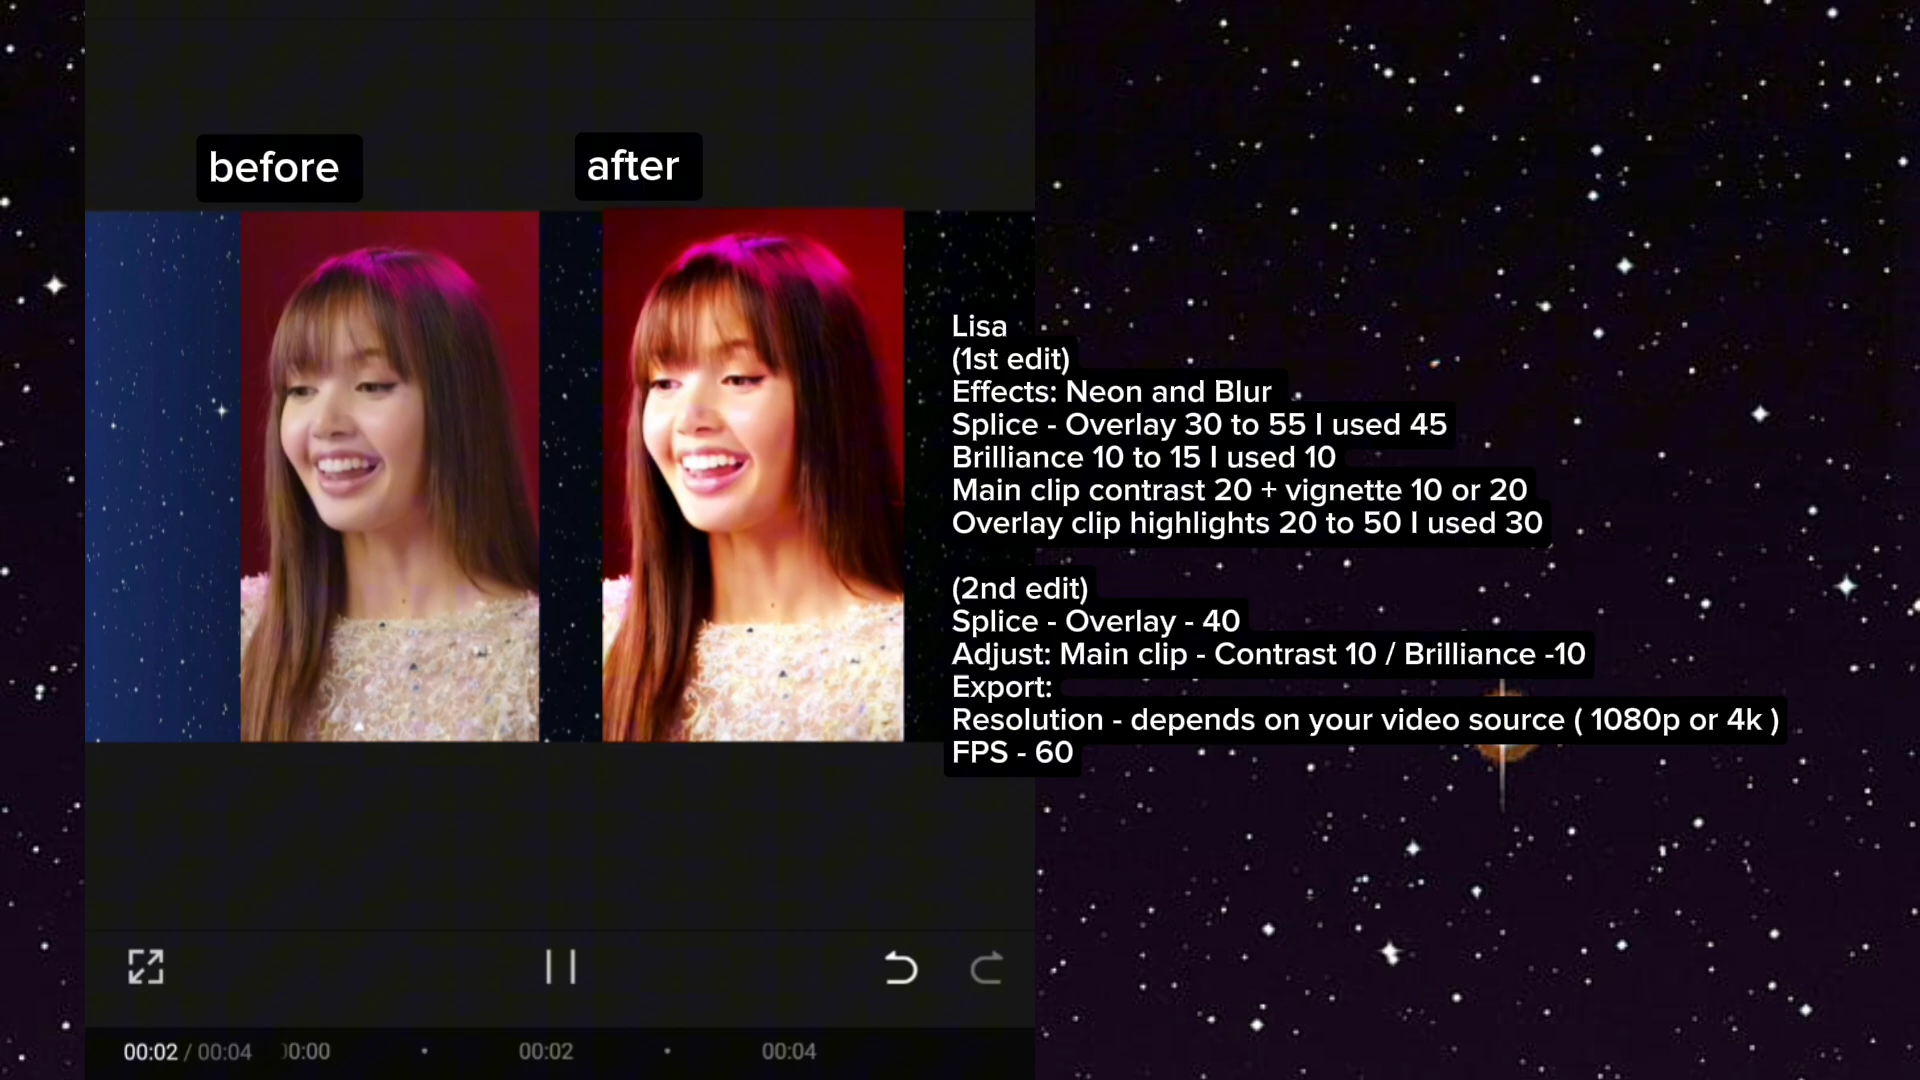 before
after
Lisa
(1st edit)
Effects: Neon and Blur
Splice - Overlay 30 to 55 I used 45
Brilliance 10 to 15 I used 10
Main clip contrast 20 + vignette 10 or 20
Overlay clip highlights 20 to 50 I used 30
(2nd edit)
Splice - Overlay - 40
Adjust: Main clip - Contrast 10 / Brilliance -10
Export:
Resolution - depends on your video source ( 1080p or 4k )
FPS - 60
00:02 / 00:04 00:00 • 00:02 • 00:04